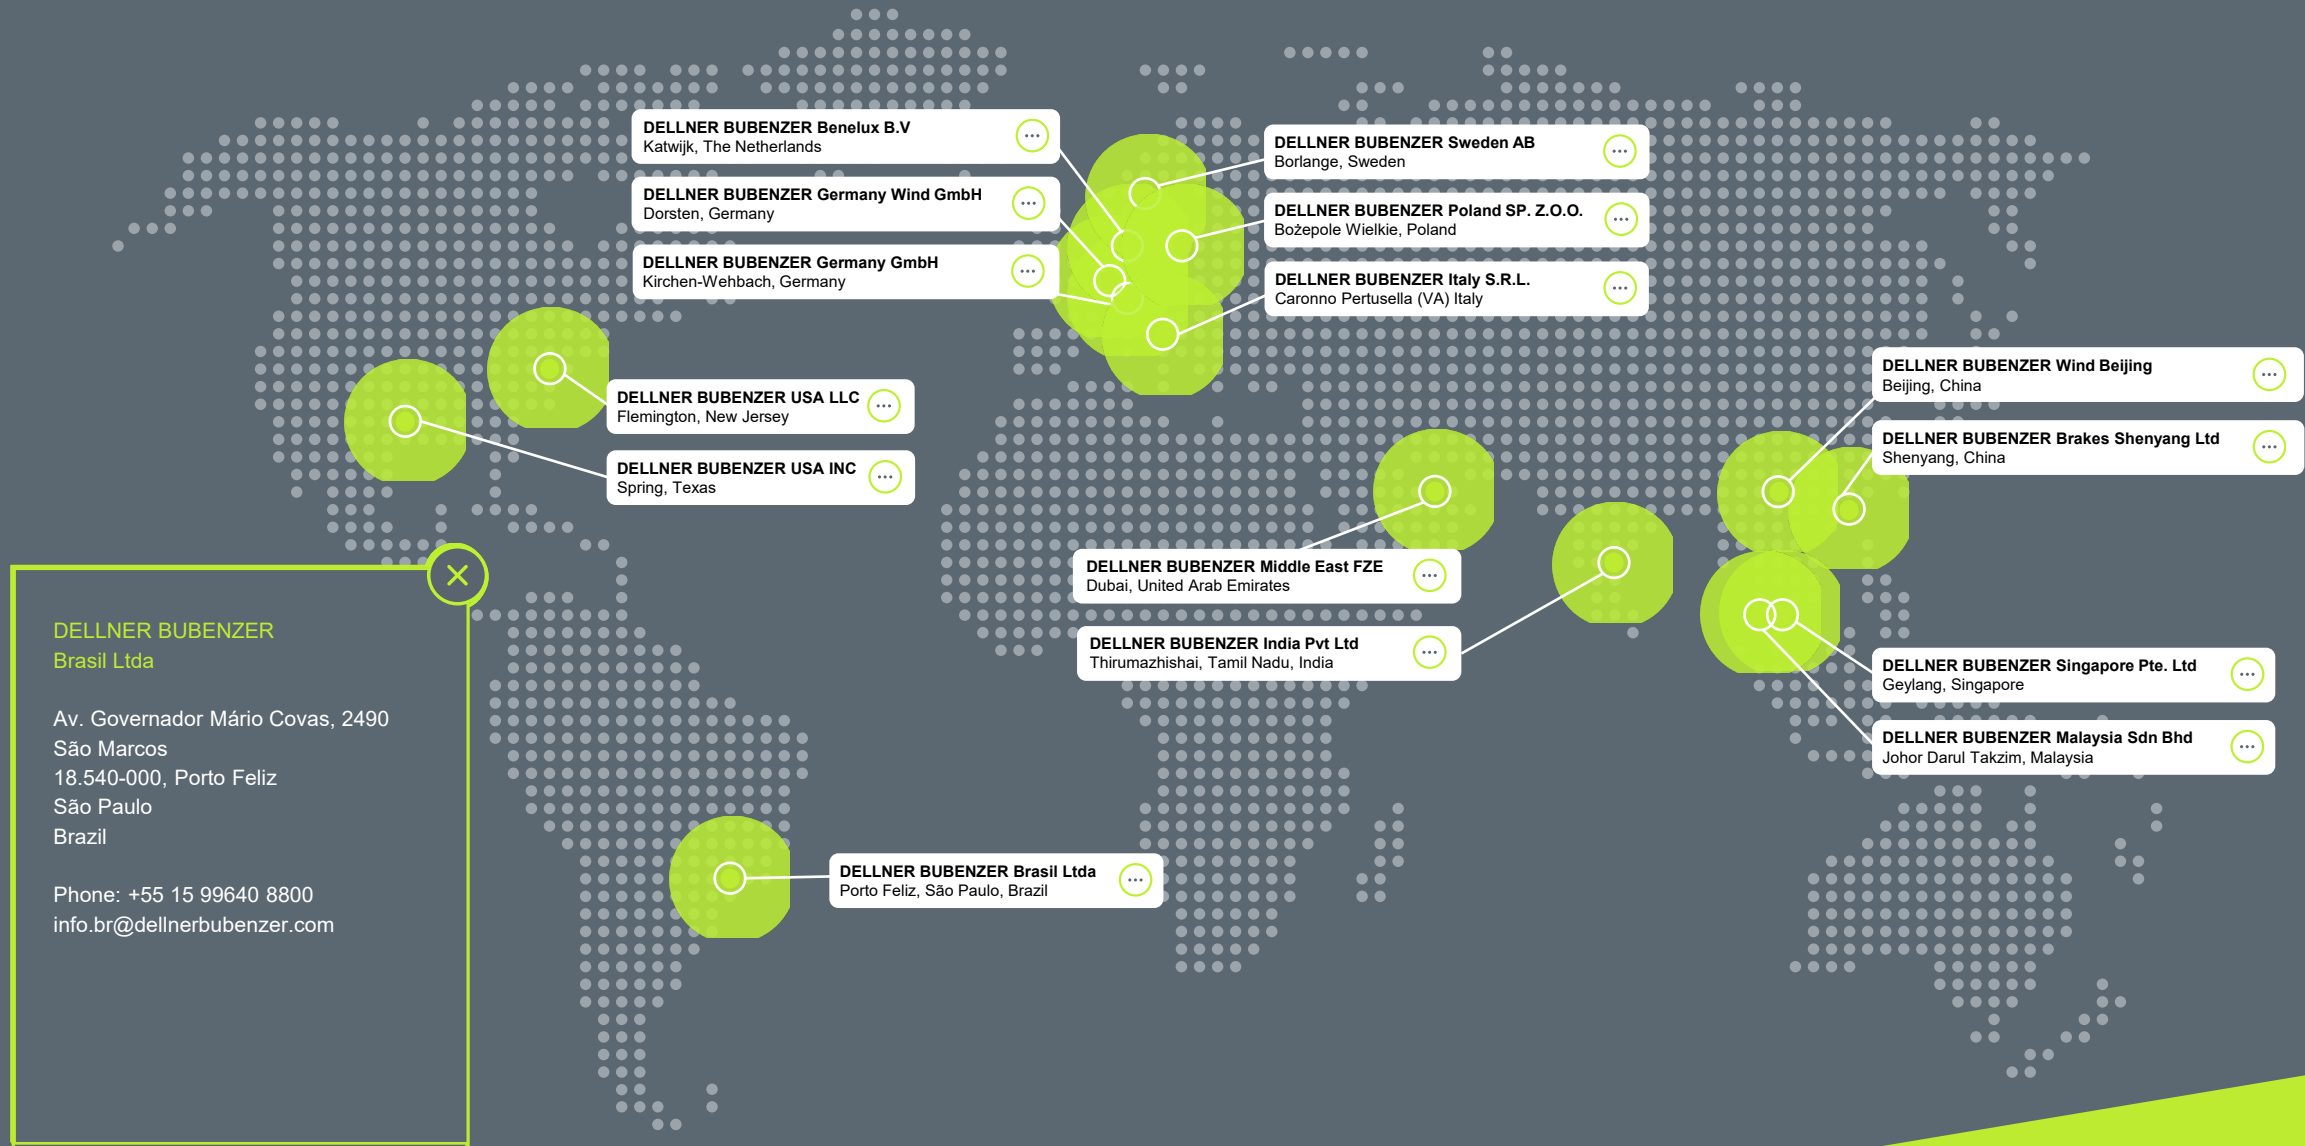 DELLNER BUBENZER Benelux B.V
Katwijk, The Netherlands
DELLNER BUBENZER Germany Wind GmbH
Dorsten, Germany
DELLNER BUBENZER Germany GmbH
Kirchen-Wehbach, Germany
DELLNER BUBENZER Sweden AB
Borlange, Sweden
DELLNER BUBENZER Poland SP. Z.O.O.
Bożepole Wielkie, Poland
DELLNER BUBENZER Italy S.R.L.
Caronno Pertusella (VA) Italy
DELLNER BUBENZER USA LLC
Flemington, New Jersey
DELLNER BUBENZER USA INC
Spring, Texas
DELLNER BUBENZER Wind Beijing
Beijing, China
DELLNER BUBENZER Brakes Shenyang Ltd
Shenyang, China
DELLNER BUBENZER Middle East FZE
Dubai, United Arab Emirates
DELLNER BUBENZER India Pvt Ltd
Thirumazhishai, Tamil Nadu, India
DELLNER BUBENZER Singapore Pte. Ltd
Geylang, Singapore
DELLNER BUBENZER Malaysia Sdn Bhd
Johor Darul Takzim, Malaysia
DELLNER BUBENZER Brasil Ltda
Porto Feliz, São Paulo, Brazil
DELLNER BUBENZER
Brasil Ltda
Av. Governador Mário Covas, 2490
São Marcos
18.540-000, Porto Feliz
São Paulo
Brazil
Phone: +55 15 99640 8800
info.br@dellnerbubenzer.com